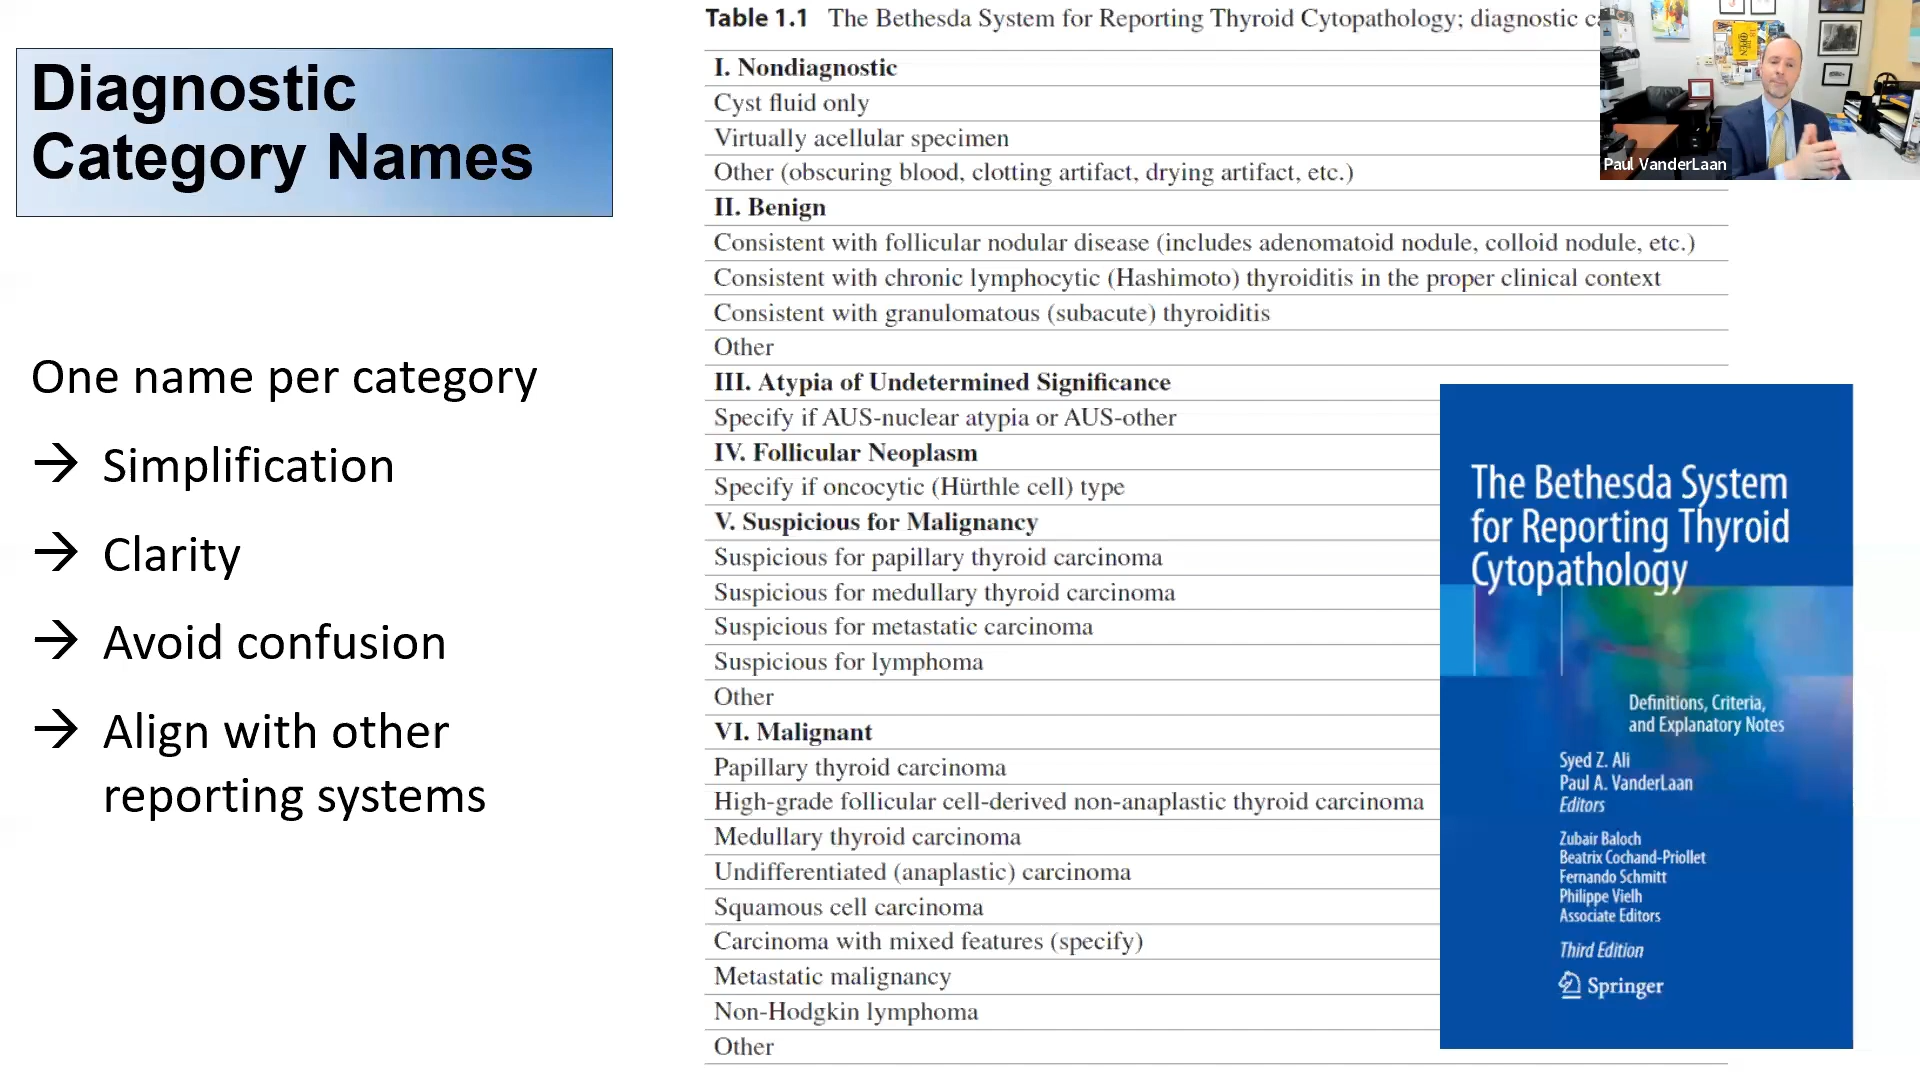 Diagnostic
Category Names
One name per category
→ Simplification
→ Clarity
→ Avoid confusion
→ Align with other
reporting systems
Table 1.1 The Bethesda System for Reporting Thyroid Cytopathology; diagnostic
I. Nondiagnostic
Cyst fluid only
Virtually acellular specimen
Other (obscuring blood, clotting artifact, drying artifact, etc.)
II. Benign
Consistent with follicular nodular disease (includes adenomatoid nodule, colloid nodule, etc.)
Consistent with chronic lymphocytic (Hashimoto) thyroiditis in the proper clinical context
Consistent with granulomatous (subacute) thyroiditis
Other
III. Atypia of Undetermined Significance
Specify if AUS-nuclear atypia or AUS-other
IV. Follicular Neoplasm
Specify if oncocytic (Hürthle cell) type
V. Suspicious for Malignancy
Suspicious for papillary thyroid carcinoma
Suspicious for medullary thyroid carcinoma
Suspicious for metastatic carcinoma
Suspicious for lymphoma
Other
VI. Malignant
Papillary thyroid carcinoma
High-grade follicular cell-derived non-anaplastic thyroid carcinoma
Medullary thyroid carcinoma
Undifferentiated (anaplastic) carcinoma
Squamous cell carcinoma
Carcinoma with mixed features (specify)
Metastatic malignancy
Non-Hodgkin lymphoma
Other
Paul VanderLaan
The Bethesda System
for Reporting Thyroid
Cytopathology
Definitions, Criteria,
and Explanatory Notes
Syed Z. Ali
Paul A. VanderLaan
Editors
Zubair Baloch
Beatrix Cochand-Priollet
Fernando Schmitt
Philippe Vielh
Associate Editors
Third Edition
Springer